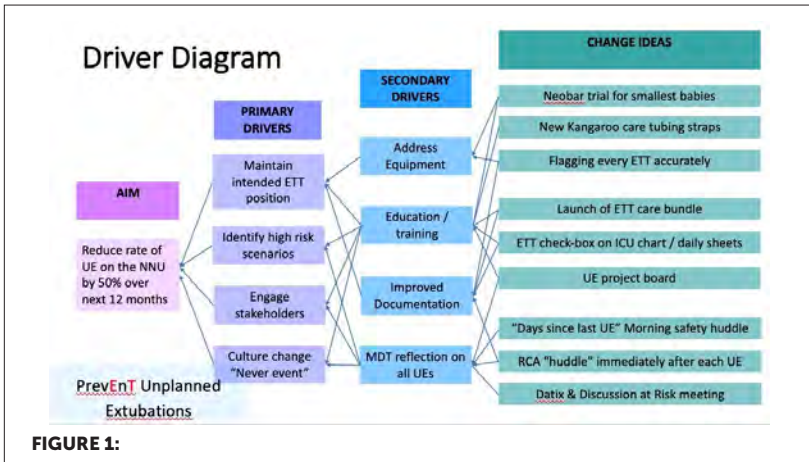 Driver Diagram
CHANGE IDEAS
SECONDARY
DRIVERS
PRIMARY
DRIVERS
AIM
Reduce rate of
UE on the NNU
by 50% over
next 12 months
Maintain
intended ETT
position
Identify high risk
scenarios
Engage
stakeholders
Culture change
"Never event"
Address
Equipment
Education /
training
Improved
Documentation
MDT reflection on
all UEs
Neobar trial for smallest babies
New Kangaroo care tubing straps
Flagging every ETT accurately
Launch of ETT care bundle
ETT check-box on ICU chart / daily sheets
UE project board
"Days since last UE" Morning safety huddle
RCA "huddle" immediately after each UE
Datix & Discussion at Risk meeting
PrevEnT Unplanned
Extubations
FIGURE 1: